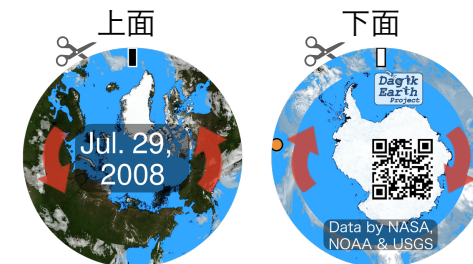 上面
下面
Jul. 29,
2008
Dagik
Earth
Project
Data by NASA,
NOAA & USGS